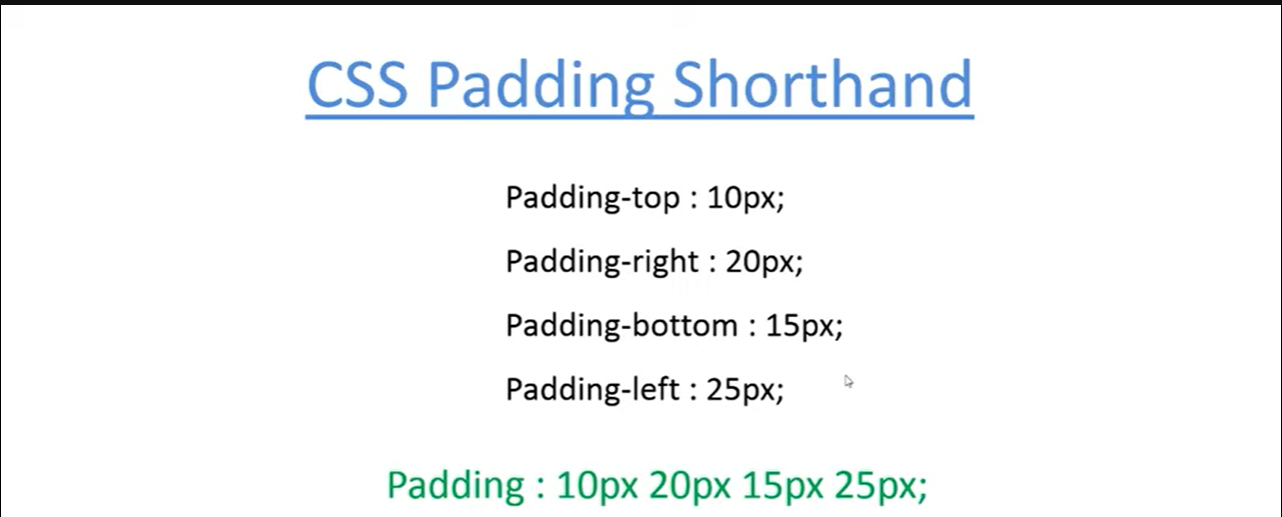 CSS Padding Shorthand
Padding-top : 10px;
Padding-right : 20px;
Padding-bottom : 15px;
Padding-left : 25px;
Padding : 10px 20px 15px 25px;